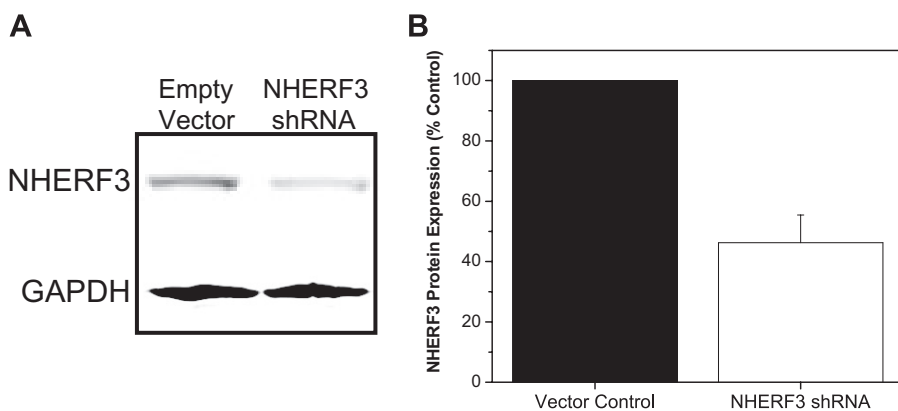 A
Empty Vector
NHERF3 shRNA
NHERF3
GAPDH
B
NHERF3 Protein Expression (% Control)
100
80
60
40
20
0
Vector Control
NHERF3 shRNA